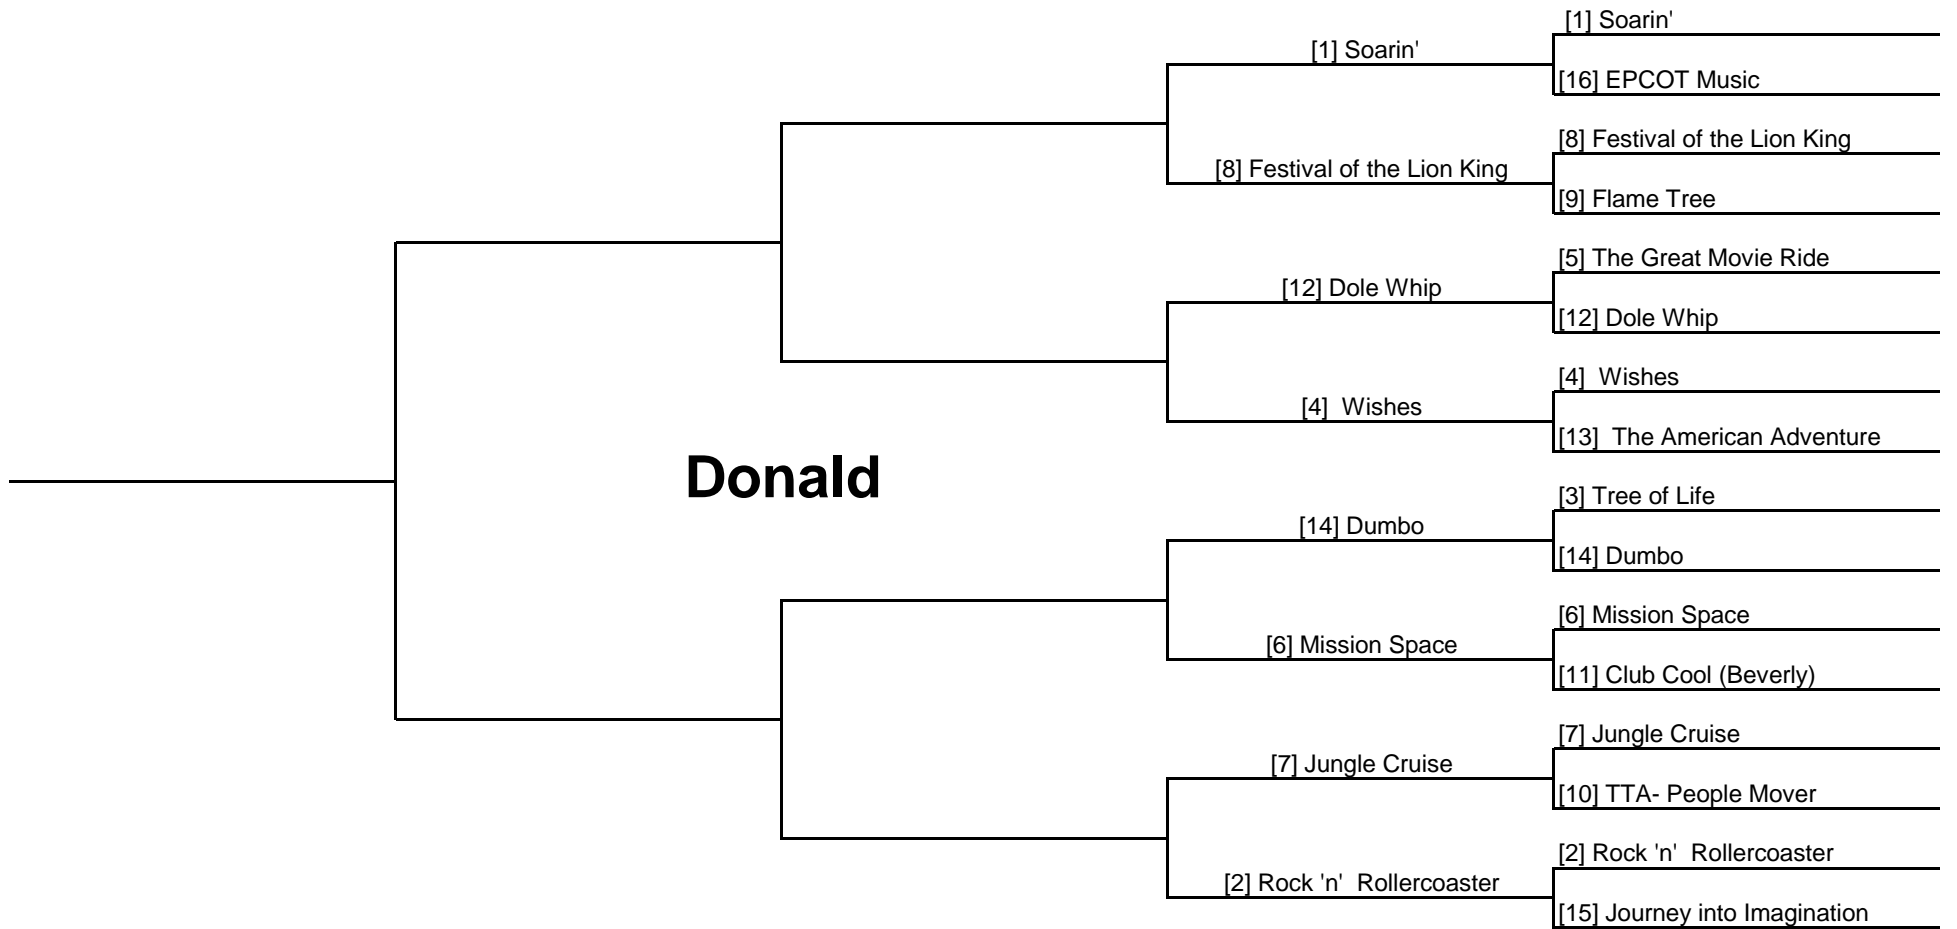 [1] Soarin'
[1] Soarin'
[16] EPCOT Music
[8] Festival of the Lion King
[8] Festival of the Lion King
[9] Flame Tree
[5] The Great Movie Ride
[12] Dole Whip
[12] Dole Whip
[4]  Wishes
[4]  Wishes
[13]  The American Adventure
Donald
[3] Tree of Life
[14] Dumbo
[14] Dumbo
[6] Mission Space
[6] Mission Space
[11] Club Cool (Beverly)
[7] Jungle Cruise
[7] Jungle Cruise
[10] TTA- People Mover
[2] Rock 'n'  Rollercoaster
[2] Rock 'n'  Rollercoaster
[15] Journey into Imagination